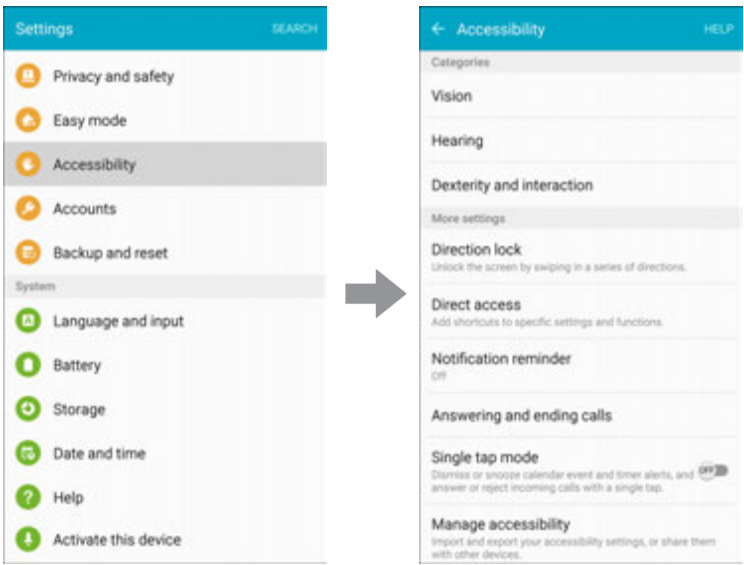 Settings
SEARCH
Privacy and safety
Easy mode
Accessibility
Accounts
Backup and reset
System
Language and input
Battery
Storage
Date and time
Help
Activate this device
Accessibility
HELP
Categories
Vision
Hearing
Dexterity and interaction
More settings
Direction lock
Unlock the screen by swiping in a series of directions.
Direct access
Add shortcuts to specific settings and functions.
Notification reminder
Off
Answering and ending calls
Single tap mode
Dismiss or snooze calendar event and timer alerts, and
answer or reject incoming calls with a single tap.
OFF
Manage accessibility
Import and export your accessibility settings, or share them
with other devices.